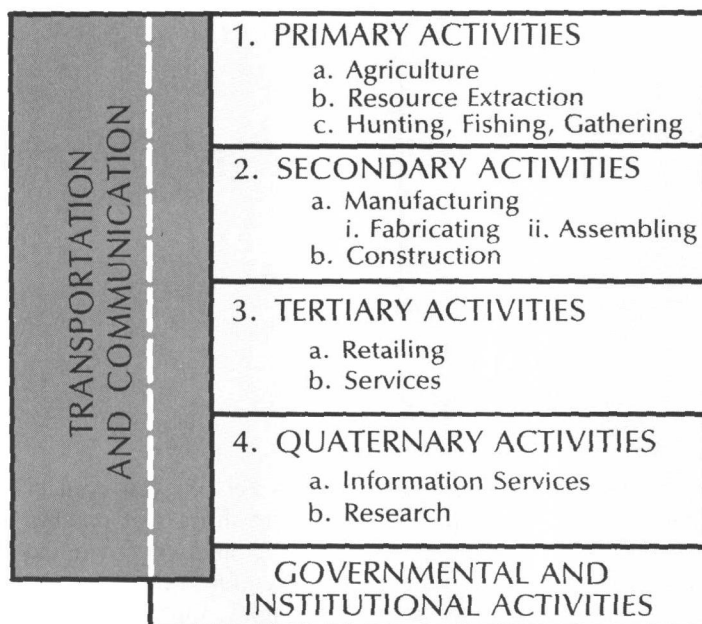 TRANSPORTATION
AND COMMUNICATION
1. PRIMARY ACTIVITIES
a. Agriculture
b. Resource Extraction
c. Hunting, Fishing, Gathering
2. SECONDARY ACTIVITIES
a. Manufacturing
i. Fabricating ii. Assembling
b. Construction
3. TERTIARY ACTIVITIES
a. Retailing
b. Services
4. QUATERNARY ACTIVITIES
a. Information Services
b. Research
GOVERNMENTAL AND
INSTITUTIONAL ACTIVITIES